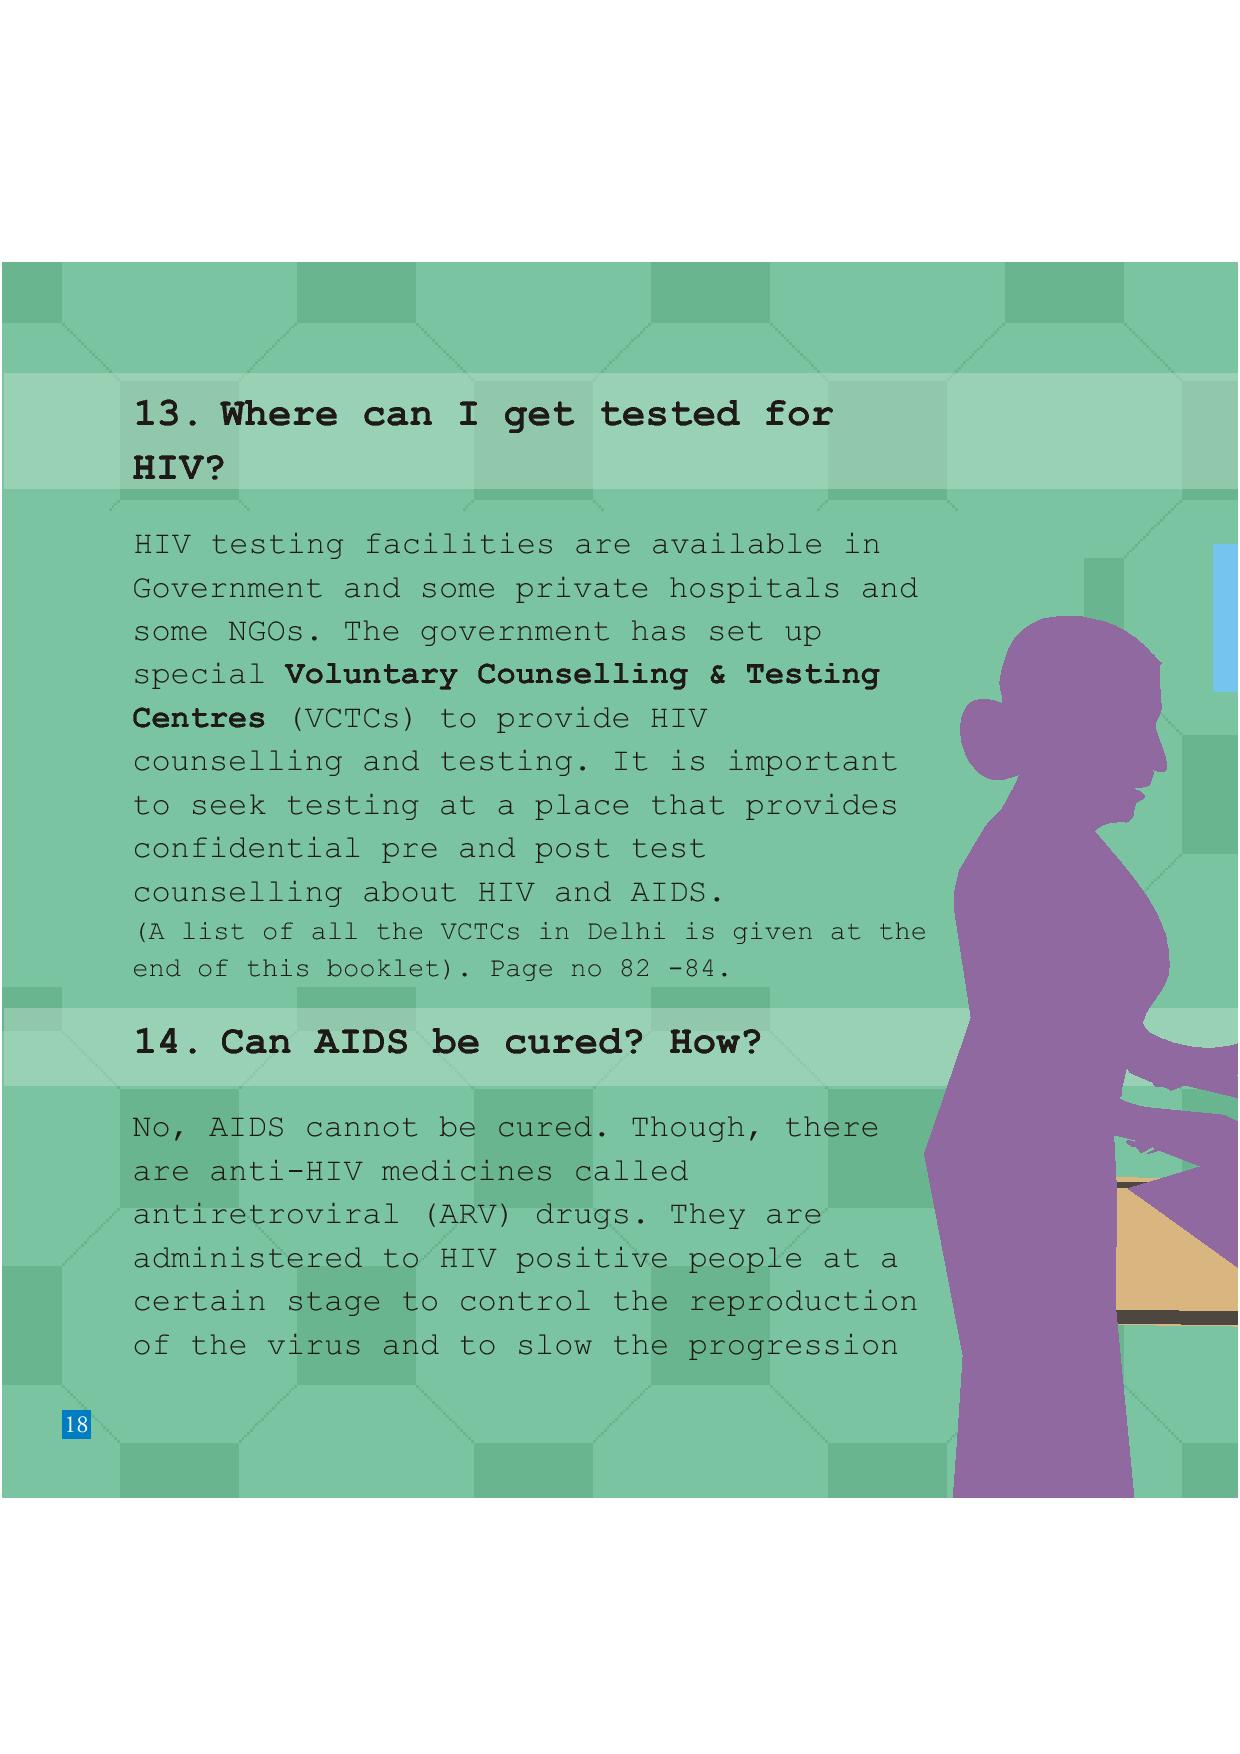 13. Where can I get tested for
HIV?
HIV testing facilities are available in
Government and some private hospitals and
some NGOs. The government has set up
special Voluntary Counselling & Testing
Centres (VCTCs) to provide HIV
counselling and testing. It is important
to seek testing at a place that provides
confidential pre and post test
counselling about HIV and AIDS.
(A list of all the VCTCs in Delhi is given at the
end of this booklet). Page no 82 -84.
14. Can AIDS be cured? How?
No, AIDS cannot be cured. Though, there
are anti-HIV medicines called
antiretroviral (ARV) drugs. They are
administered to HIV positive people at a
certain stage to control the reproduction
of the virus and to slow the progression
18